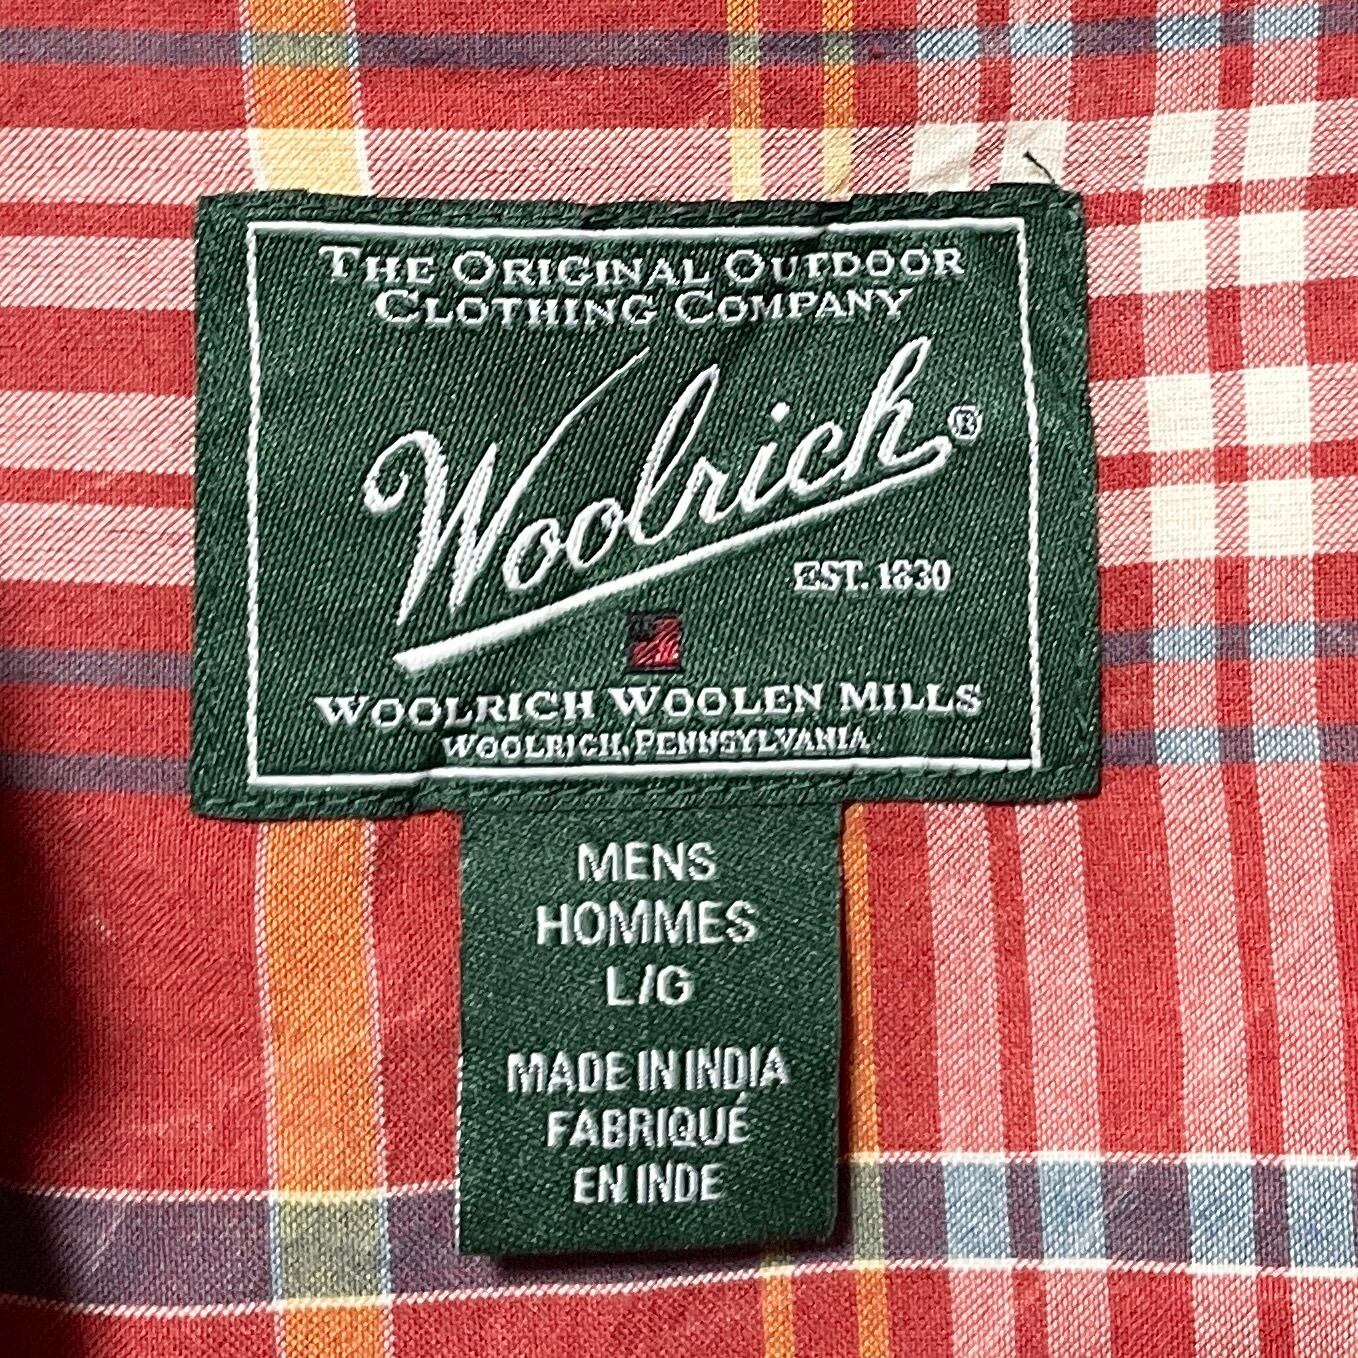 THE ORIGINAL OUTDOOR
CLOTHING COMPANY
Woolrich®
EST. 1830
WOOLRICH WOOLEN MILLS
WOOLRICH, PENNSYLVANIA
MENS
HOMMES
L/G
MADE IN INDIA
FABRIQUÉ
EN INDE